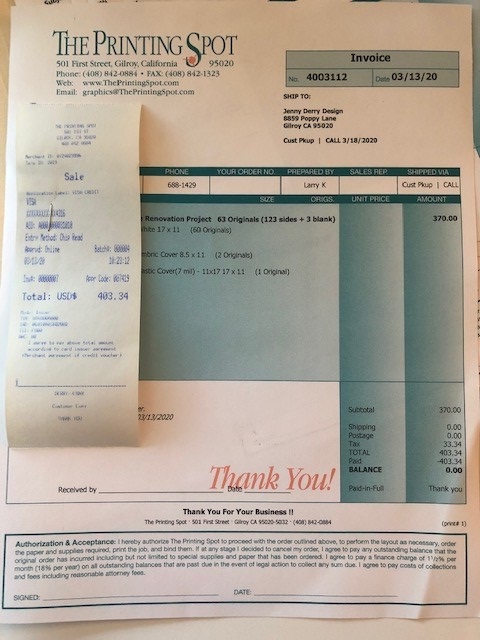 THE PRINTING SPOT
501 First Street, Gilroy, California 95020
Phone: (408) 842-0884 • FAX: (408) 842-1323
Web: www.ThePrintingSpot.com
Email: graphics@ThePrintingSpot.com
Invoice
No. 4003112 Date 03/13/20
SHIP TO:
Jenny Derry Design
8859 Poppy Lane
Gilroy CA 95020
Cust Pkup | CALL 3/18/2020
THE PRINTING SPOT
GILROY, CA 95020
408 842 0884
Sale
VISA
Entry Method: Chip Read
Apprvd: Online Batch#: 000004
03/13/20
Inv#: Appr Code:
Total: USD$ 403.34
I agree to pay above total amount
according to card issuer agreement
(Merchant agreement if credit voucher)
Customer Copy
THANK YOU
PHONE YOUR ORDER NO. PREPARED BY SALES REP. SHIPPED VIA
688-1429 Larry K Cust Pkup | CALL
SIZE ORIGS. UNIT PRICE AMOUNT
Renovation Project 63 Originals (123 sides + 3 blank) 370.00
17 x 11 (60 Originals)
Cover 8.5 x 11 (2 Originals)
Cover(7 mil) - 11x17 17 x 11 (1 Original)
3/13/2020
Subtotal 370.00
Shipping 0.00
Postage 0.00
Tax 33.34
TOTAL 403.34
Paid -403.34
BALANCE 0.00
Thank You!
Received by Date
Paid-in-Full Thank you
Thank You For Your Business !!
The Printing Spot · 501 First Street · Gilroy CA 95020-5032 · (408) 842-0884
(print# 1)
Authorization & Acceptance: I hereby authorize The Printing Spot to proceed with the order outlined above, to perform the layout as necessary, order
the paper and supplies required, print the job, and bind them. If at any stage I decided to cancel my order, I agree to pay any outstanding balance that the
original order has incurred including but not limited to special supplies and paper that has been ordered. I agree to pay a finance charge of 1½% per
month (18% per year) on all outstanding balances that are past due in the event of legal action to collect any sum due. I agree to pay costs of collections
and fees including reasonable attorney fees.
SIGNED: DATE: